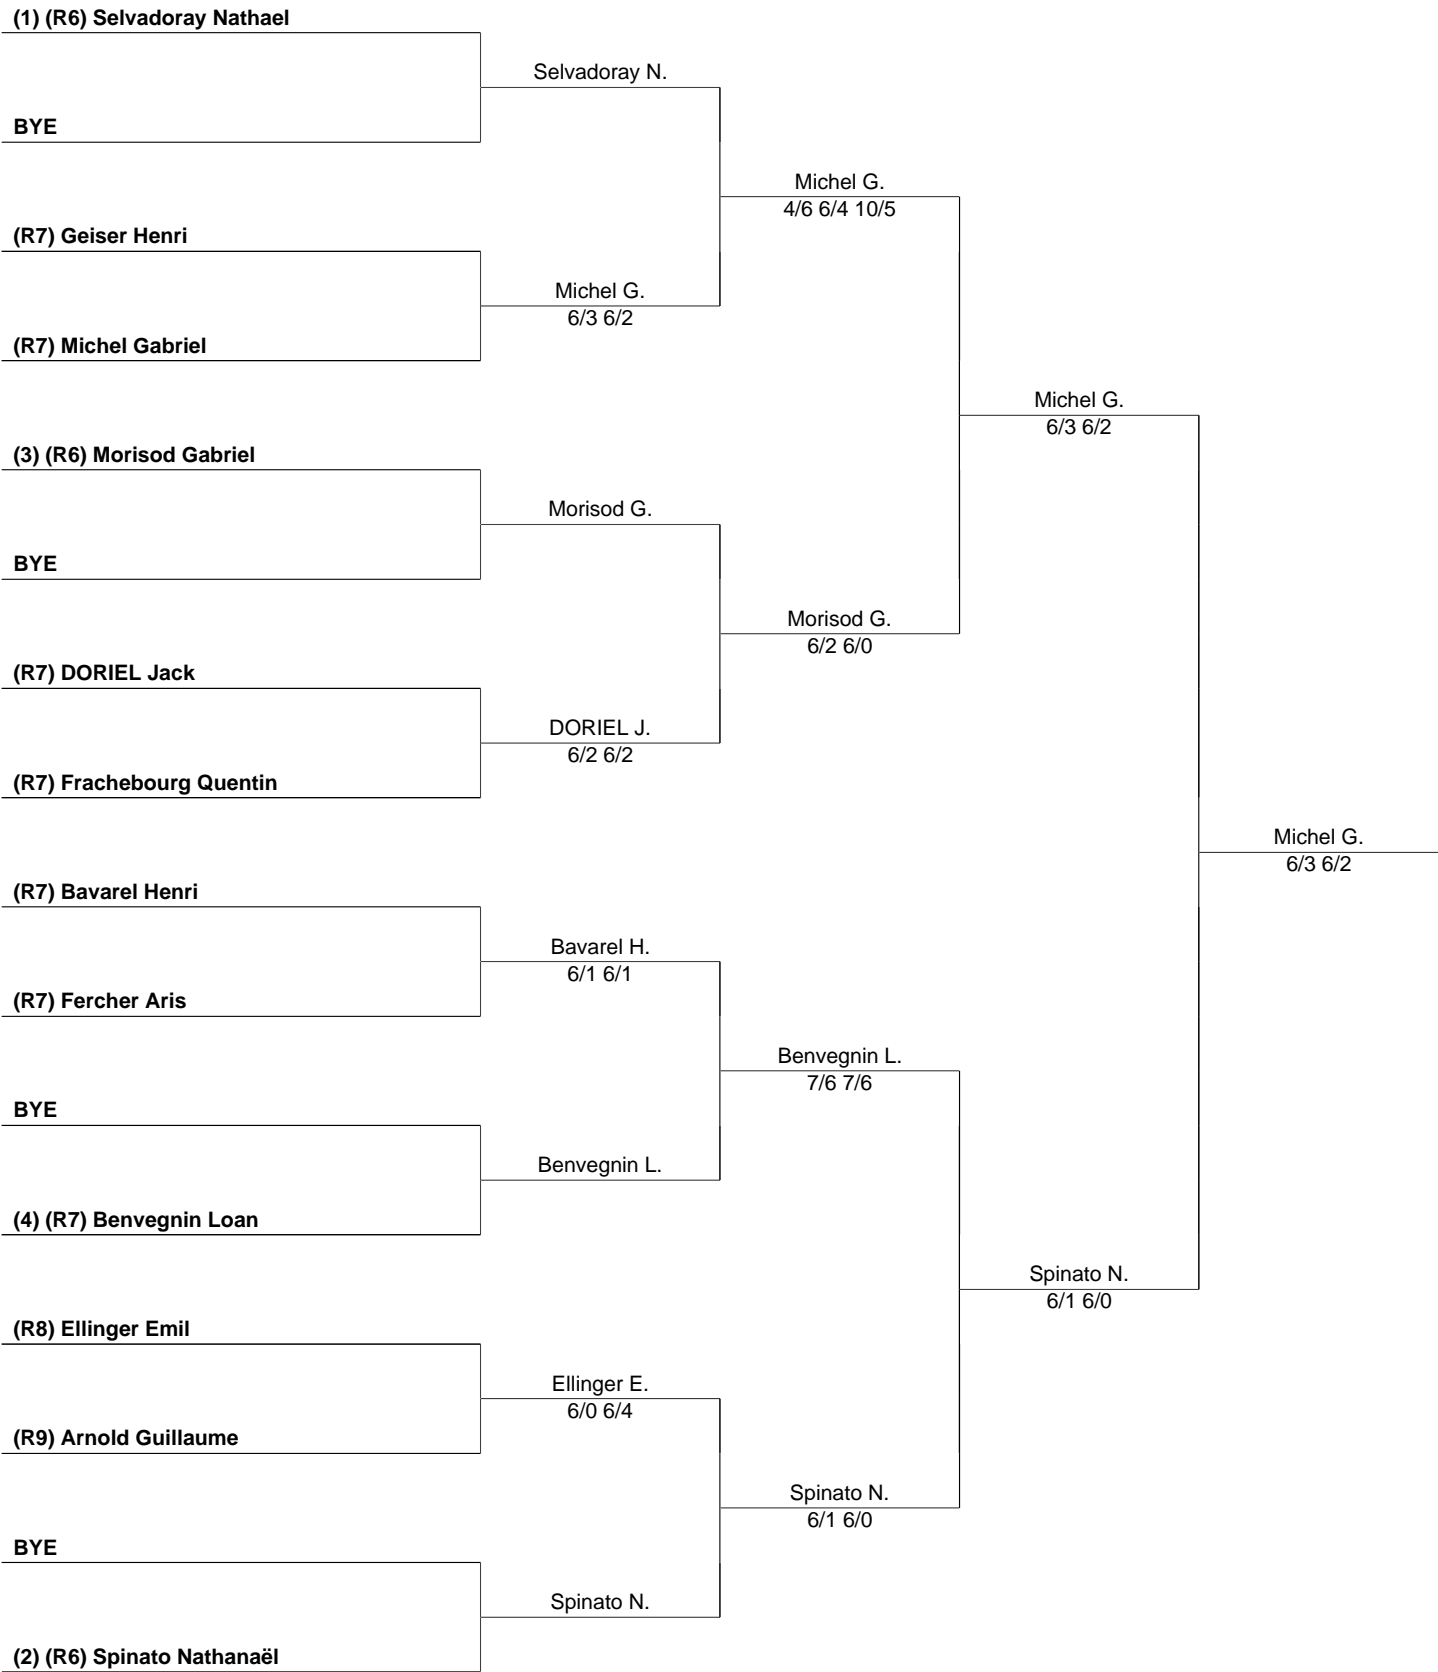 (1) (R6) Selvadoray Nathael
Selvadoray N.
BYE
Michel G.
4/6 6/4 10/5
(R7) Geiser Henri
Michel G.
6/3 6/2
(R7) Michel Gabriel
Michel G.
6/3 6/2
(3) (R6) Morisod Gabriel
Morisod G.
BYE
Morisod G.
6/2 6/0
(R7) DORIEL Jack
DORIEL J.
6/2 6/2
(R7) Frachebourg Quentin
Michel G.
6/3 6/2
(R7) Bavarel Henri
Bavarel H.
6/1 6/1
(R7) Fercher Aris
Benvegnin L.
7/6 7/6
BYE
Benvegnin L.
(4) (R7) Benvegnin Loan
Spinato N.
6/1 6/0
(R8) Ellinger Emil
Ellinger E.
6/0 6/4
(R9) Arnold Guillaume
Spinato N.
6/1 6/0
BYE
Spinato N.
(2) (R6) Spinato Nathanaël